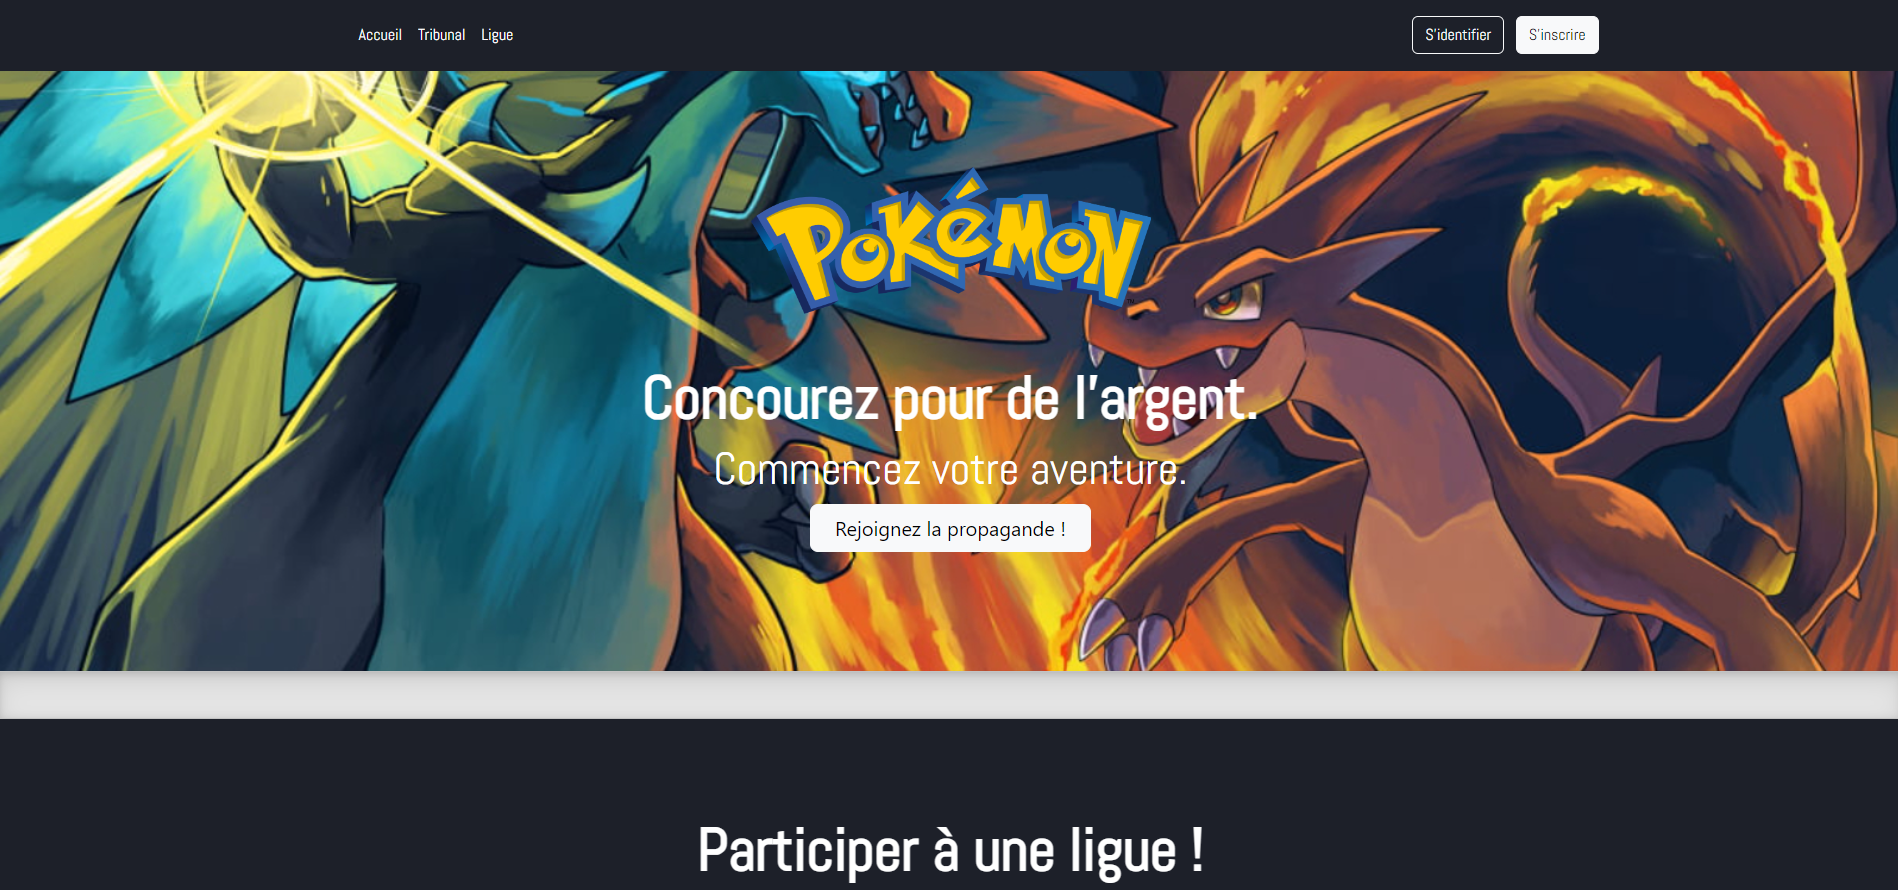 Accueil Tribunal Ligue S'identifier S'inscrire
POKéMON
Concourez pour de l'argent.
Commencez votre aventure.
Rejoignez la propagande !
Participer à une ligue !